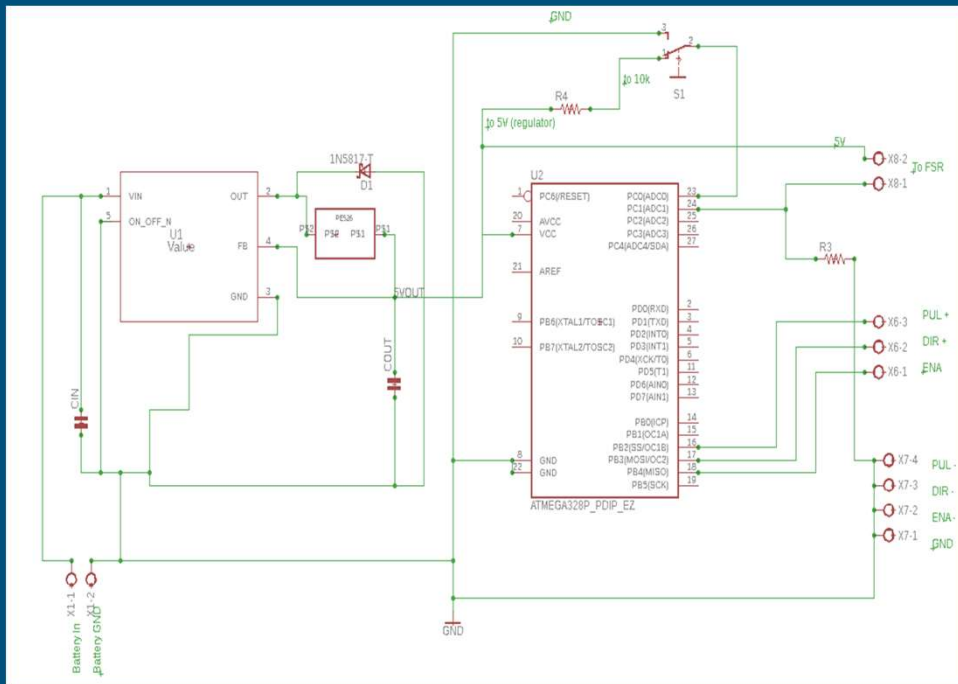 GND
3
2
1
S1
to 10k
R4
to 5V (regulator)
5V
X8-2
To FSR
X8-1
1N5817-T
D1
1 VIN
OUT 2
5 ON_OFF_N
U1
Value
FB 4
GND 3
PE526
PS1
PS1
5VOUT
CIN
COUT
U2
1 PC6(/RESET)
20 AVCC
7 VCC
21 AREF
9 PB6(XTAL1/TOSC1)
10 PB7(XTAL2/TOSC2)
8 GND
22 GND
PC0(ADC0) 23
PC1(ADC1) 24
PC2(ADC2) 25
PC3(ADC3) 26
PC4(ADC4/SDA) 27
PD0(RXD) 2
PD1(TXD) 3
PD2(INT0) 4
PD3(INT1) 5
PD4(XCK/T0) 6
PD5(T1) 11
PD6(AIN0) 12
PD7(AIN1) 13
PB0(ICP) 14
PB1(OC1A) 15
PB2(SS/OC1B) 16
PB3(MOSI/OC2) 17
PB4(MISO) 18
PB5(SCK) 19
ATMEGA328P_PDIP_EZ
R3
X6-3 PUL +
X6-2 DIR +
X6-1 ENA
X7-4 PUL -
X7-3 DIR -
X7-2 ENA -
X7-1 GND
X1-1
X1-2
Battery In
Battery GND
GND